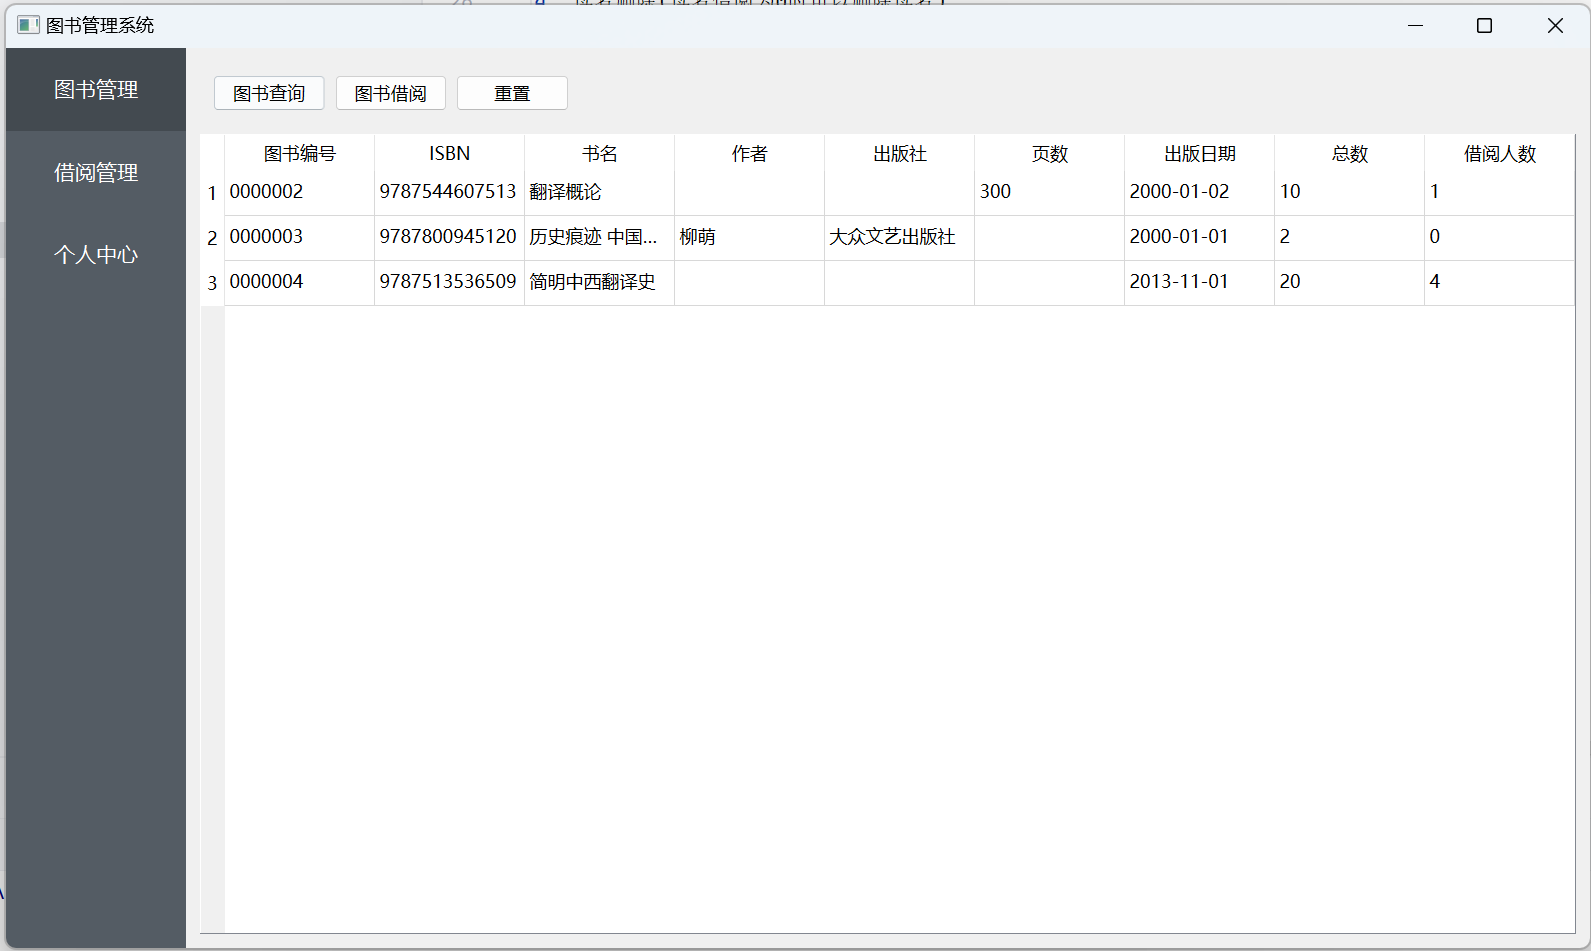 图书管理系统
图书管理
借阅管理
个人中心
图书查询 图书借阅 重置
图书编号 ISBN 书名 作者 出版社 页数 出版日期 总数 借阅人数
1 0000002 9787544607513 翻译概论 300 2000-01-02 10 1
2 0000003 9787800945120 历史痕迹 中国... 柳萌 大众文艺出版社 2000-01-01 2 0
3 0000004 9787513536509 简明中西翻译史 2013-11-01 20 4